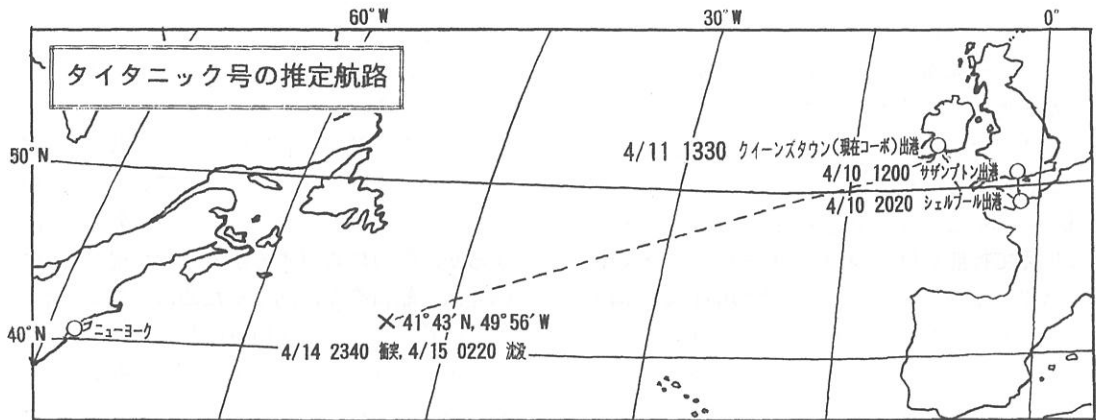 60°W
30°W
0°
タイタニック号の推定航路
50°N
4/11 1330 クイーンズタウン(現在コーボ)出港
4/10 1200 サザンプトン出港
4/10 2020 シェルブール出港
ニューヨーク
40°N
41°43′N, 49°56′W
4/14 2340 衝突, 4/15 0220 沈没